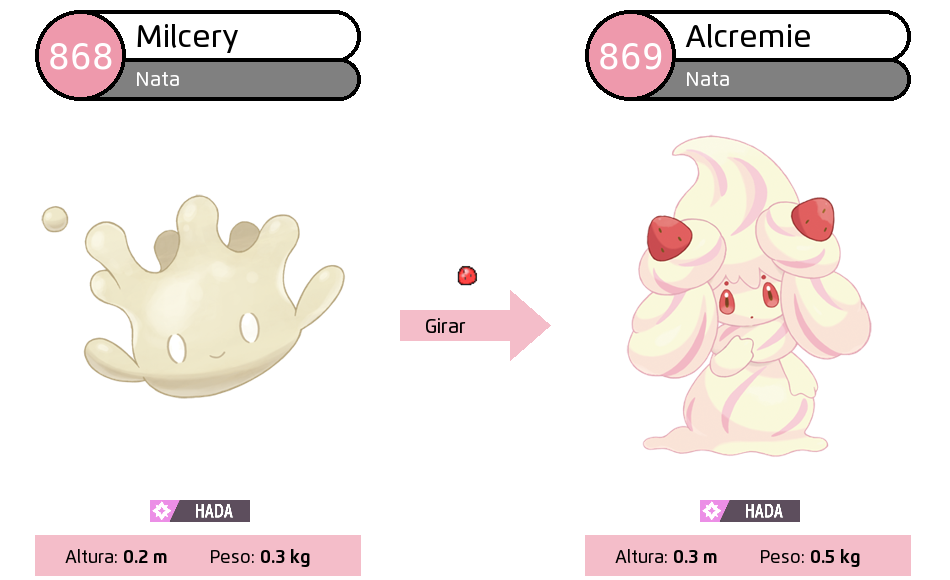 868
Milcery
Nata
869
Alcremie
Nata
Girar
HADA
Altura: 0.2 m Peso: 0.3 kg
HADA
Altura: 0.3 m Peso: 0.5 kg